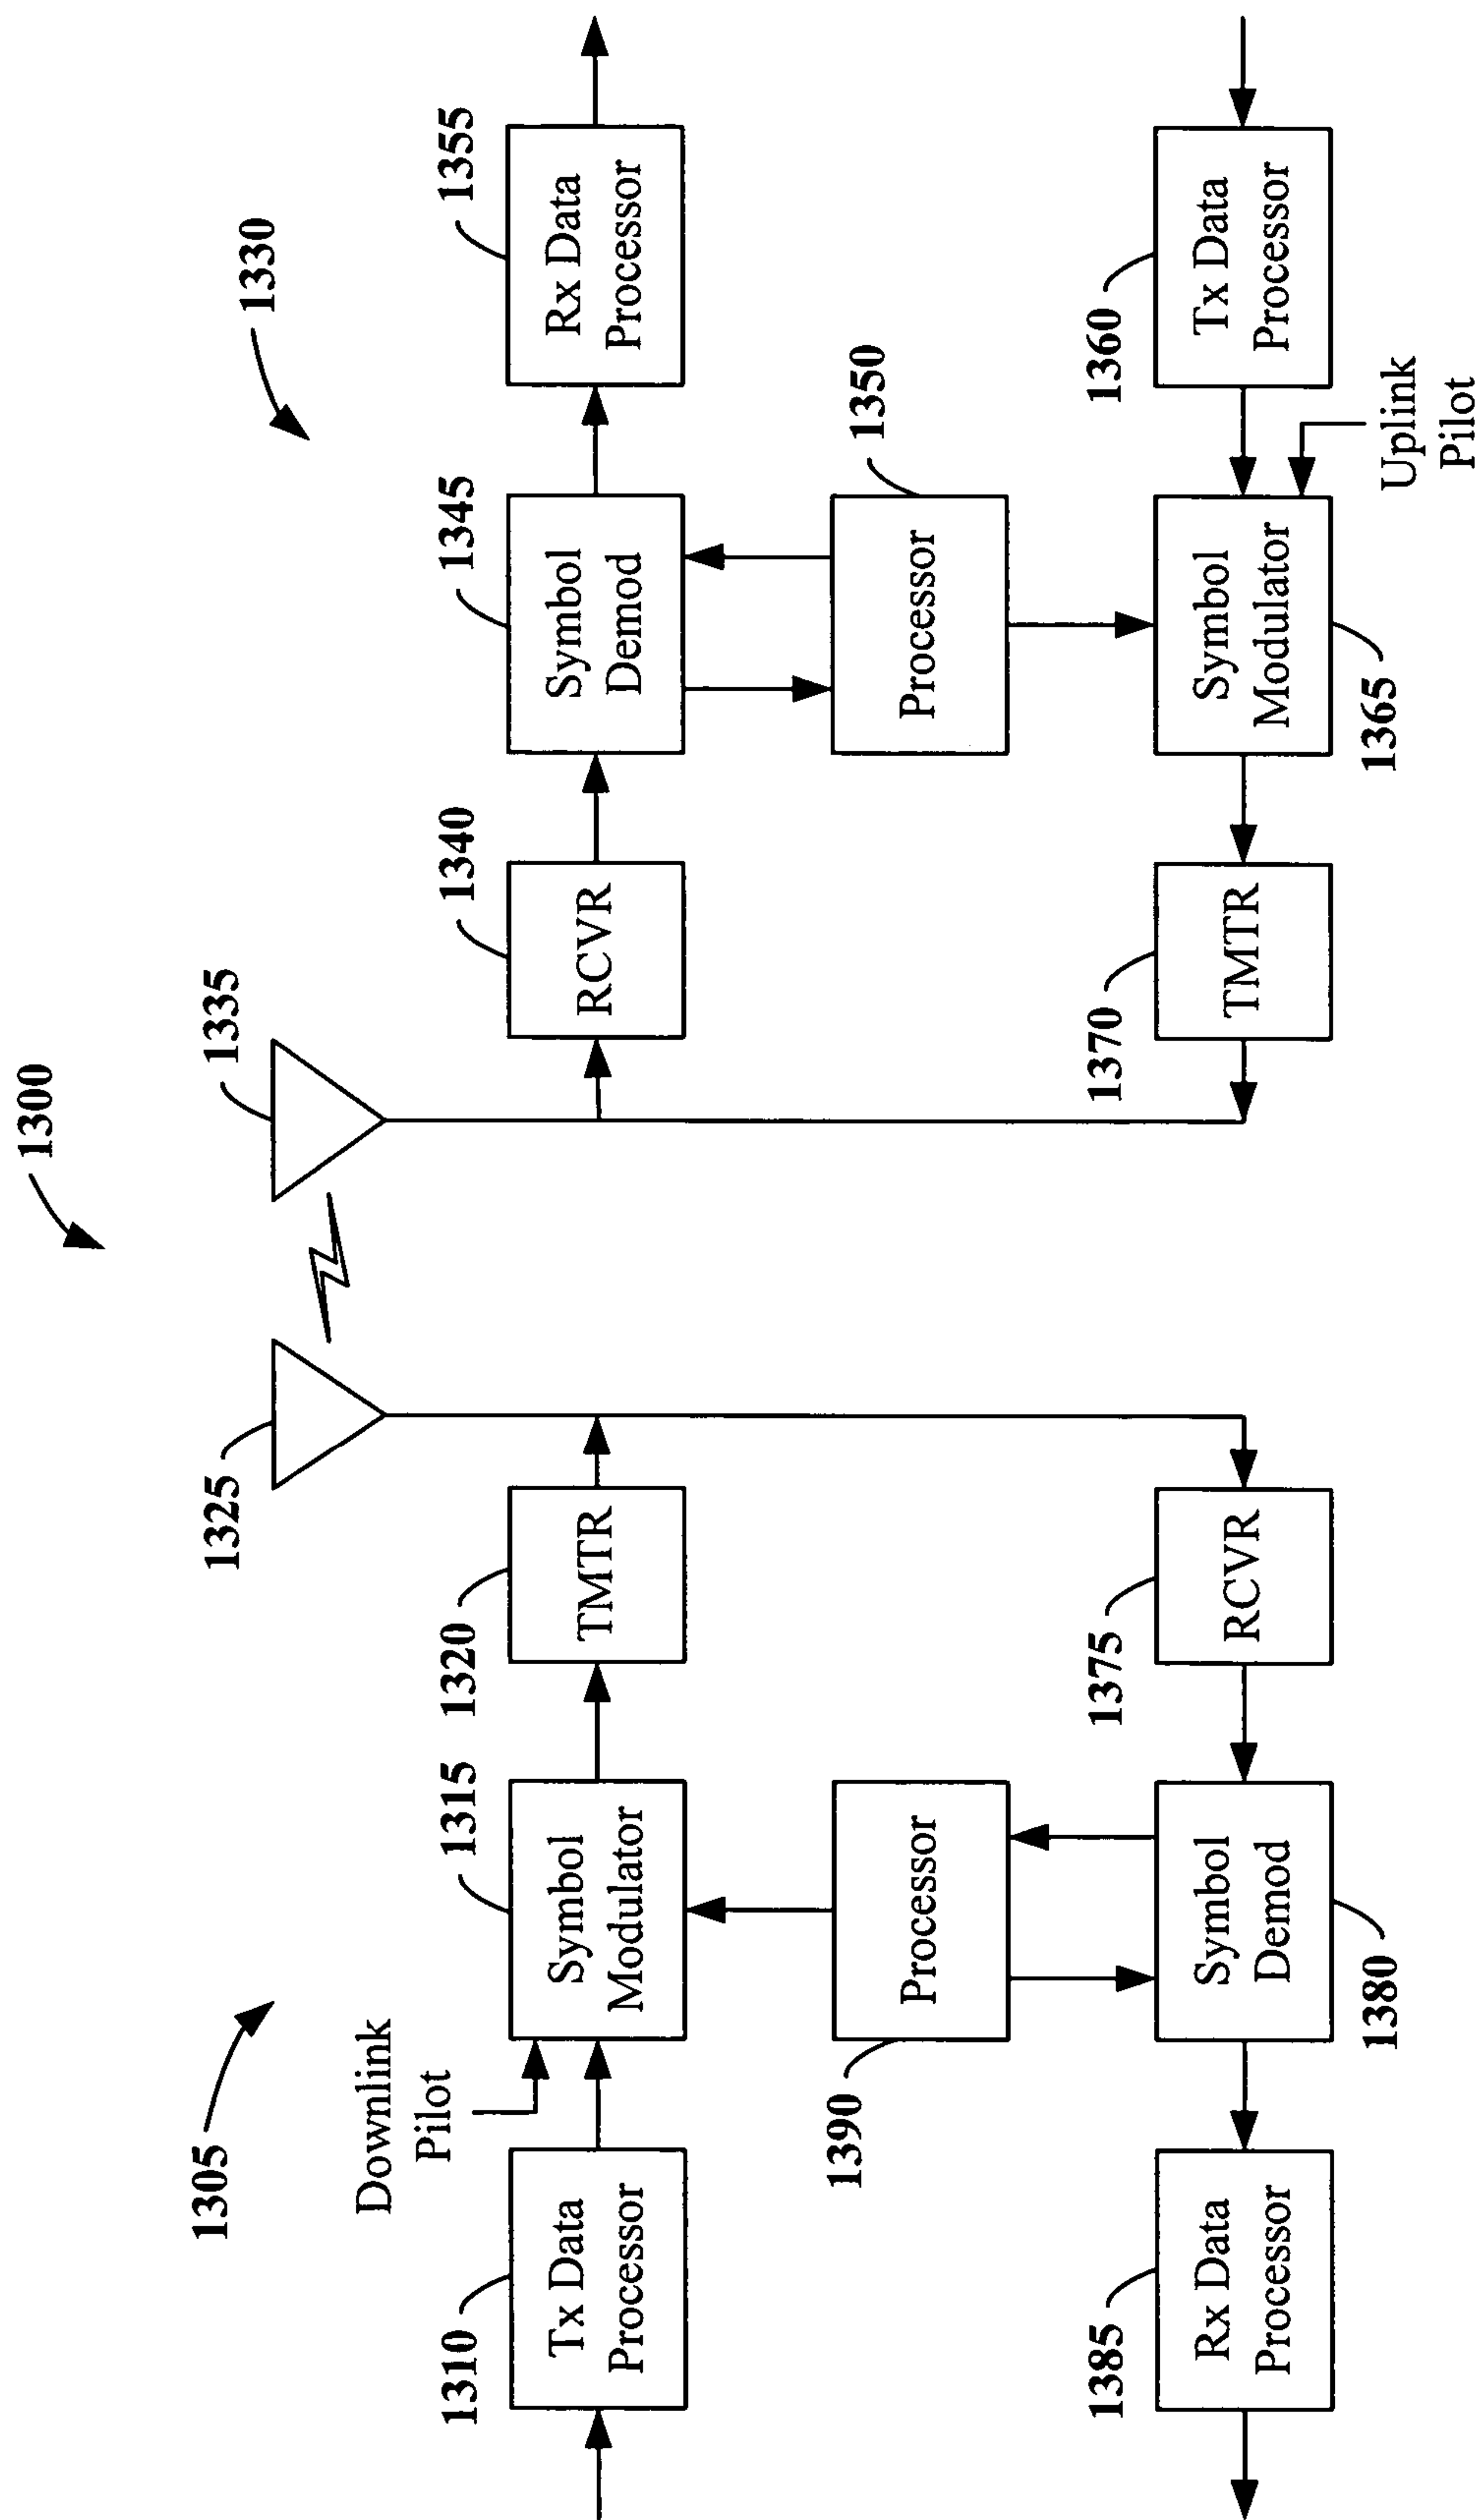 1300
1305
1325
1335
1330
Downlink
Pilot
1310
Tx Data
Processor
1315
Symbol
Modulator
1320
TMTR
1340
RCVR
1345
Symbol
Demod
1355
Rx Data
Processor
1390
Processor
1350
Processor
1385
Rx Data
Processor
1380
Symbol
Demod
1375
RCVR
1370
TMTR
1365
Symbol
Modulator
1360
Tx Data
Processor
Uplink
Pilot